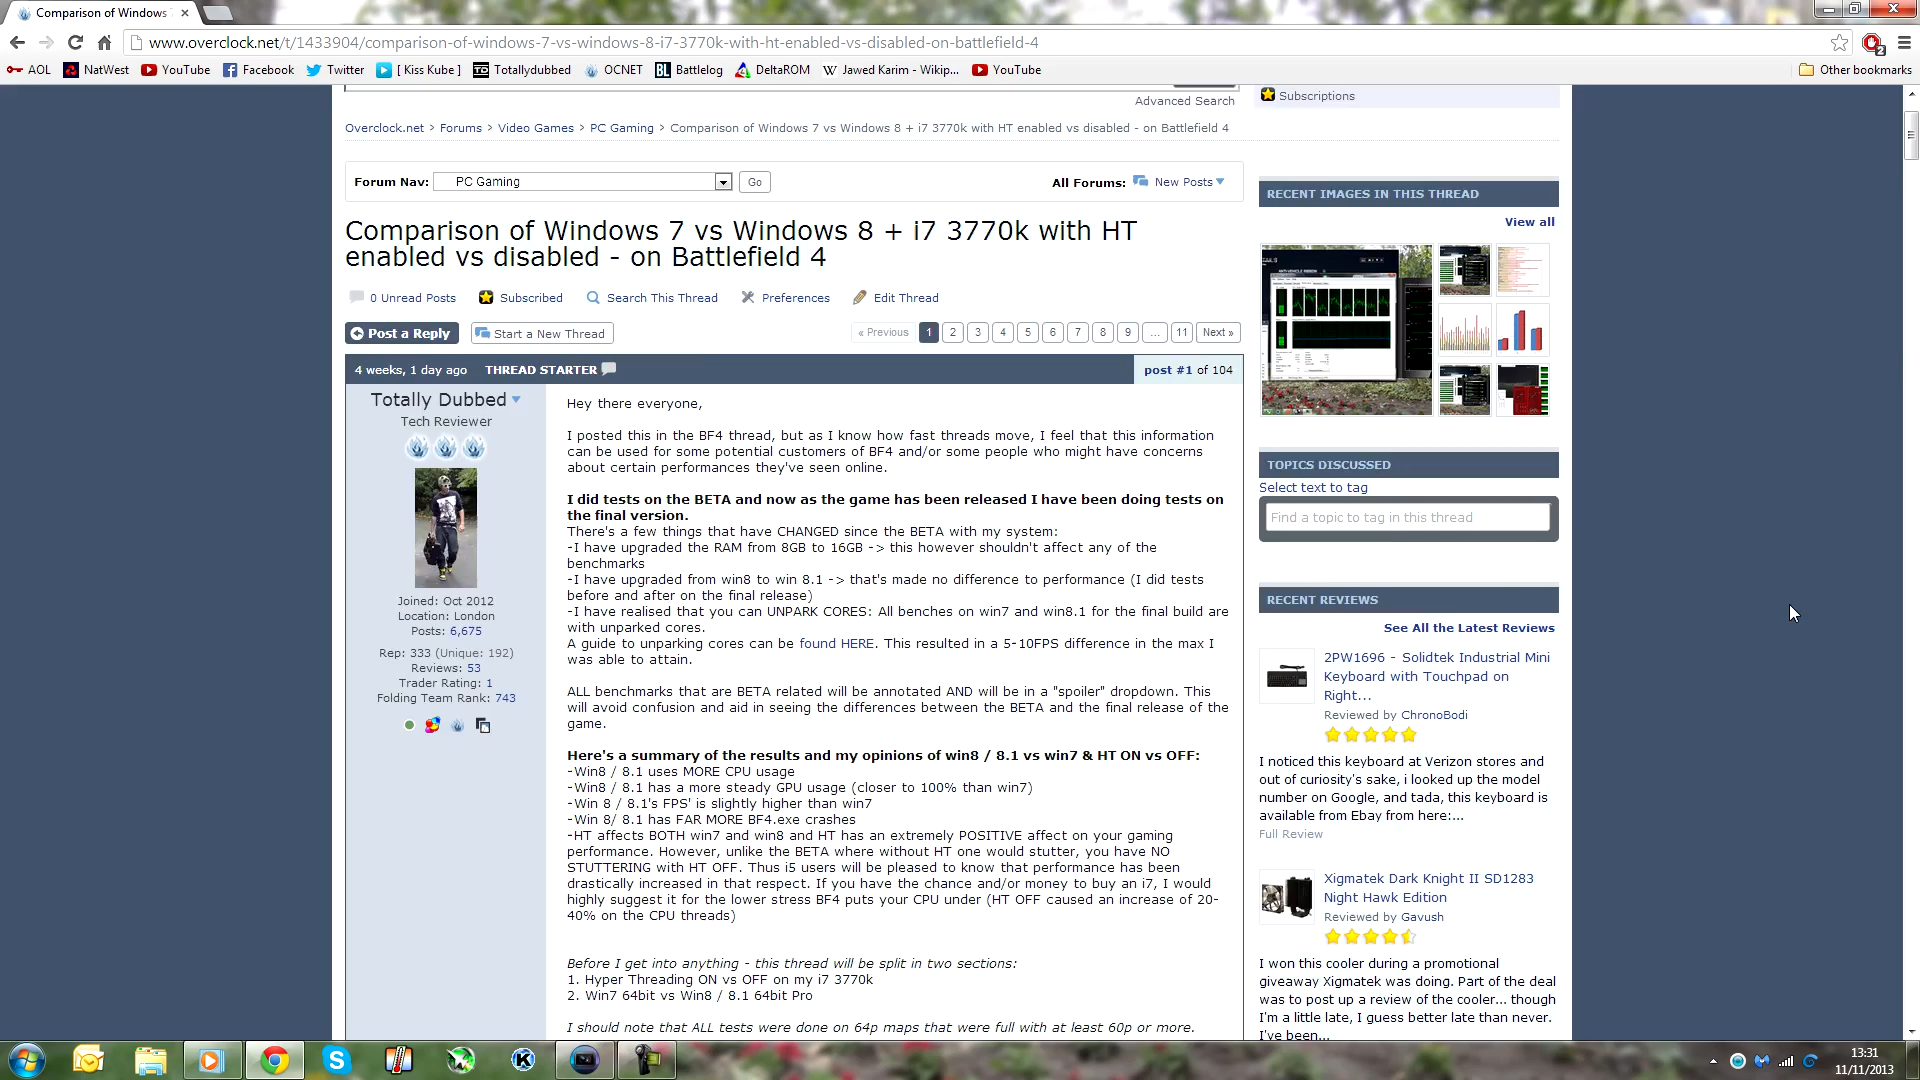 Comparison of Windows
www.overclock.net/t/1433904/comparison-of-windows-7-vs-windows-8-i7-3770k-with-ht-enabled-vs-disabled-on-battlefield-4
2
AOL NatWest YouTube Facebook Twitter [ Kiss Kube ] Totallydubbed OCNET Battlelog DeltaROM Jawed Karim - Wikip... YouTube Other bookmarks
Advanced Search
Subscriptions
Overclock.net > Forums > Video Games > PC Gaming > Comparison of Windows 7 vs Windows 8 + i7 3770k with HT enabled vs disabled - on Battlefield 4
Forum Nav: PC Gaming Go All Forums: New Posts
Comparison of Windows 7 vs Windows 8 + i7 3770k with HT
enabled vs disabled - on Battlefield 4
0 Unread Posts Subscribed Search This Thread Preferences Edit Thread
Post a Reply Start a New Thread « Previous 1 2 3 4 5 6 7 8 9 ... 11 Next »
4 weeks, 1 day ago THREAD STARTER post #1 of 104
Totally Dubbed
Tech Reviewer
Joined: Oct 2012
Location: London
Posts: 6,675
Rep: 333 (Unique: 192)
Reviews: 53
Trader Rating: 1
Folding Team Rank: 743
Hey there everyone,
I posted this in the BF4 thread, but as I know how fast threads move, I feel that this information
can be used for some potential customers of BF4 and/or some people who might have concerns
about certain performances they've seen online.
I did tests on the BETA and now as the game has been released I have been doing tests on
the final version.
There's a few things that have CHANGED since the BETA with my system:
-I have upgraded the RAM from 8GB to 16GB -> this however shouldn't affect any of the
benchmarks
-I have upgraded from win8 to win 8.1 -> that's made no difference to performance (I did tests
before and after on the final release)
-I have realised that you can UNPARK CORES: All benches on win7 and win8.1 for the final build are
with unparked cores.
A guide to unparking cores can be found HERE. This resulted in a 5-10FPS difference in the max I
was able to attain.
ALL benchmarks that are BETA related will be annotated AND will be in a "spoiler" dropdown. This
will avoid confusion and aid in seeing the differences between the BETA and the final release of the
game.
Here's a summary of the results and my opinions of win8 / 8.1 vs win7 & HT ON vs OFF:
-Win8 / 8.1 uses MORE CPU usage
-Win8 / 8.1 has a more steady GPU usage (closer to 100% than win7)
-Win 8 / 8.1's FPS' is slightly higher than win7
-Win 8/ 8.1 has FAR MORE BF4.exe crashes
-HT affects BOTH win7 and win8 and HT has an extremely POSITIVE affect on your gaming
performance. However, unlike the BETA where without HT one would stutter, you have NO
STUTTERING with HT OFF. Thus i5 users will be pleased to know that performance has been
drastically increased in that respect. If you have the chance and/or money to buy an i7, I would
highly suggest it for the lower stress BF4 puts your CPU under (HT OFF caused an increase of 20-
40% on the CPU threads)
Before I get into anything - this thread will be split in two sections:
1. Hyper Threading ON vs OFF on my i7 3770k
2. Win7 64bit vs Win8 / 8.1 64bit Pro
I should note that ALL tests were done on 64p maps that were full with at least 60p or more.
RECENT IMAGES IN THIS THREAD
View all
TOPICS DISCUSSED
Select text to tag
Find a topic to tag in this thread
RECENT REVIEWS
See All the Latest Reviews
2PW1696 - Solidtek Industrial Mini
Keyboard with Touchpad on
Right...
Reviewed by ChronoBodi
I noticed this keyboard at Verizon stores and
out of curiosity's sake, i looked up the model
number on Google, and tada, this keyboard is
available from Ebay from here:...
Full Review
Xigmatek Dark Knight II SD1283
Night Hawk Edition
Reviewed by Gavush
I won this cooler during a promotional
giveaway Xigmatek was doing. Part of the deal
was to post up a review of the cooler... though
I'm a little late, I guess better late than never.
I've been...
13:31
11/11/2013